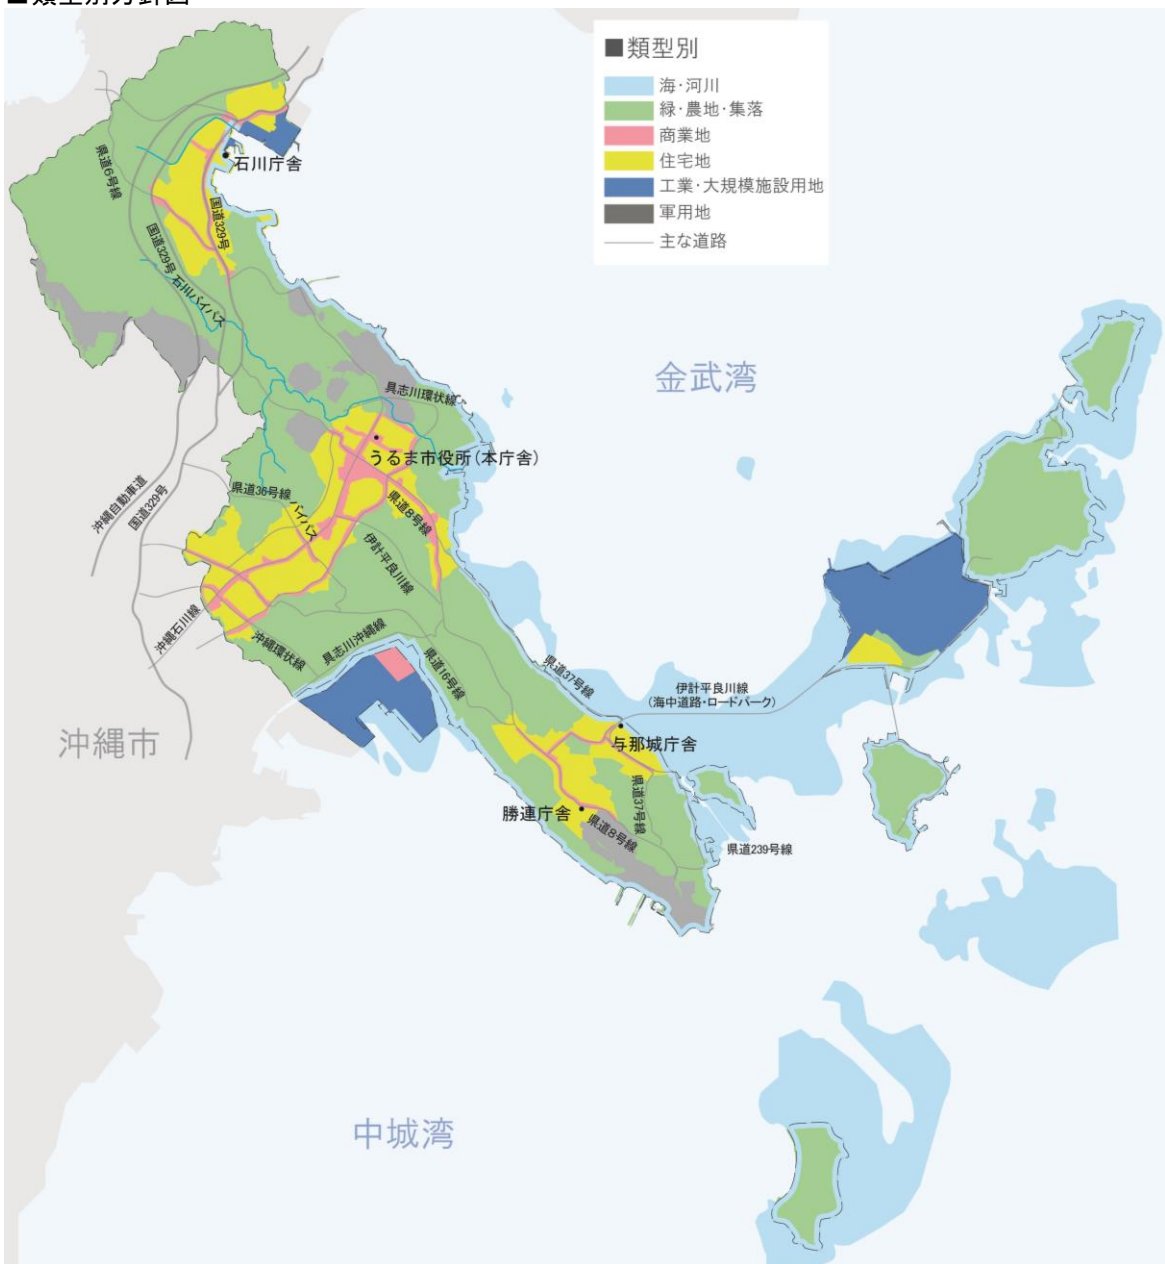 ■類型別方針図
■類型別
海・河川
緑・農地・集落
商業地
住宅地
工業・大規模施設用地
軍用地
主な道路
石川庁舎
県道6号線
国道329号
国道329号
石川バイパス
金武湾
具志川環状線
うるま市役所(本庁舎)
県道36号線
バイパス
県道8号線
沖縄自動車道
国道329号
伊計平良川線
沖縄石川線
沖縄環状線
具志川沖縄線
県道16号線
県道37号線
伊計平良川線
(海中道路・ロードパーク)
沖縄市
与那城庁舎
県道37号線
勝連庁舎
県道8号線
県道239号線
中城湾